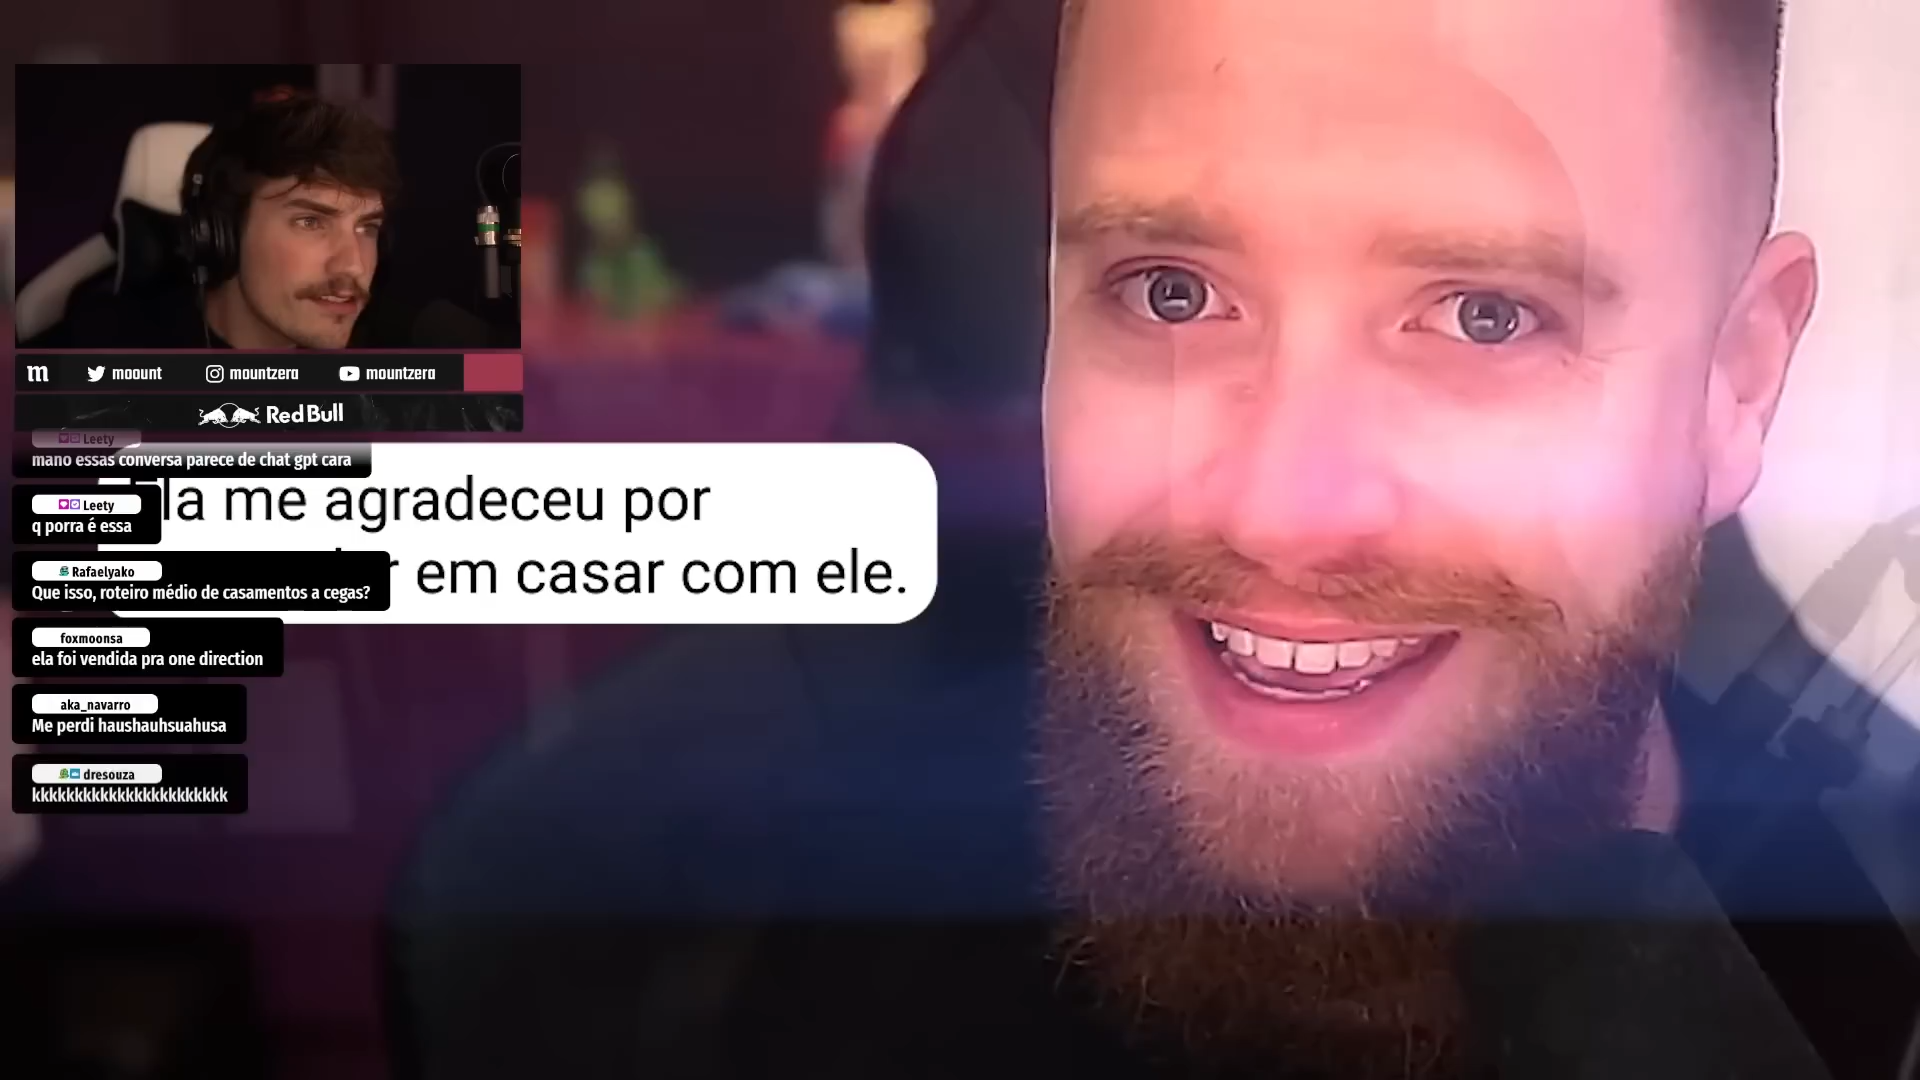 m moount mountzera mountzera
Red Bull
Leety
mano essas conversa parece de chat gpt cara
Leety
q porra é essa
la me agradeceu por
em casar com ele.
Rafaelyako
Que isso, roteiro médio de casamentos a cegas?
foxmoonsa
ela foi vendida pra one direction
aka_navarro
Me perdi haushauhsuahusa
dresouza
kkkkkkkkkkkkkkkkkkkkkkk